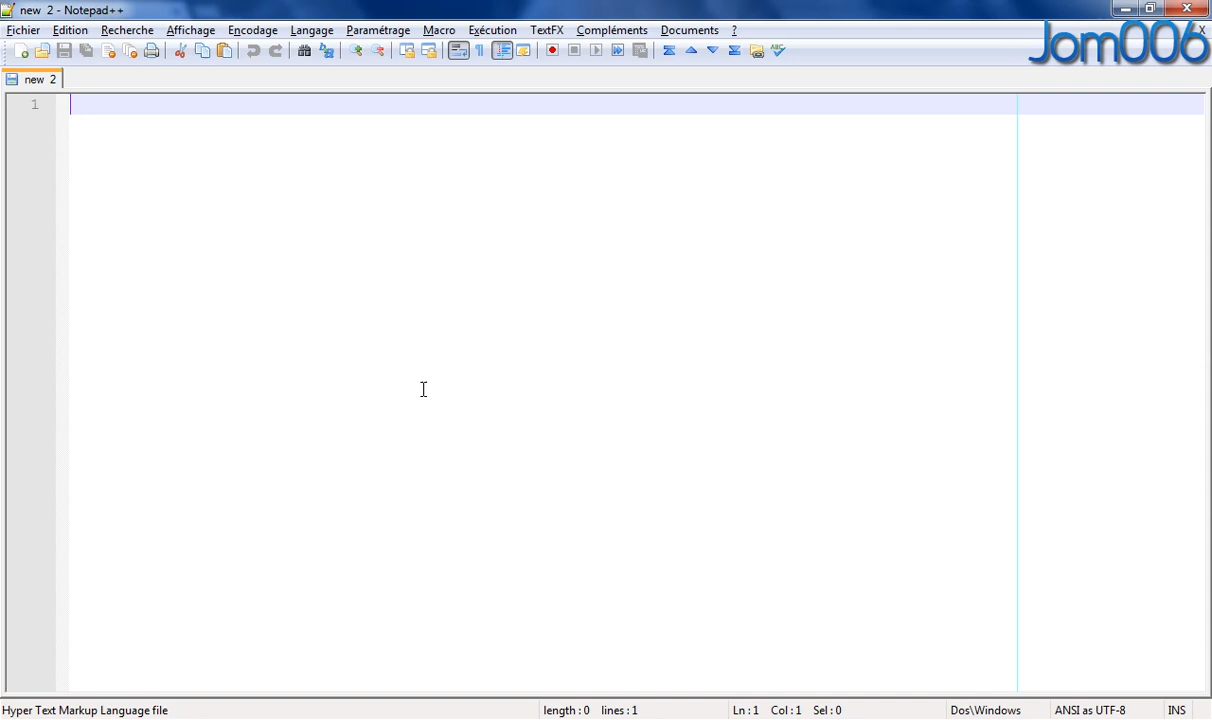 new 2 - Notepad++
Fichier Edition Recherche Affichage Encodage Langage Paramétrage Macro Exécution TextFX Compléments Documents ? X
Jom006
new 2
1
Hyper Text Markup Language file length : 0 lines : 1 Ln : 1 Col : 1 Sel : 0 Dos\Windows ANSI as UTF-8 INS